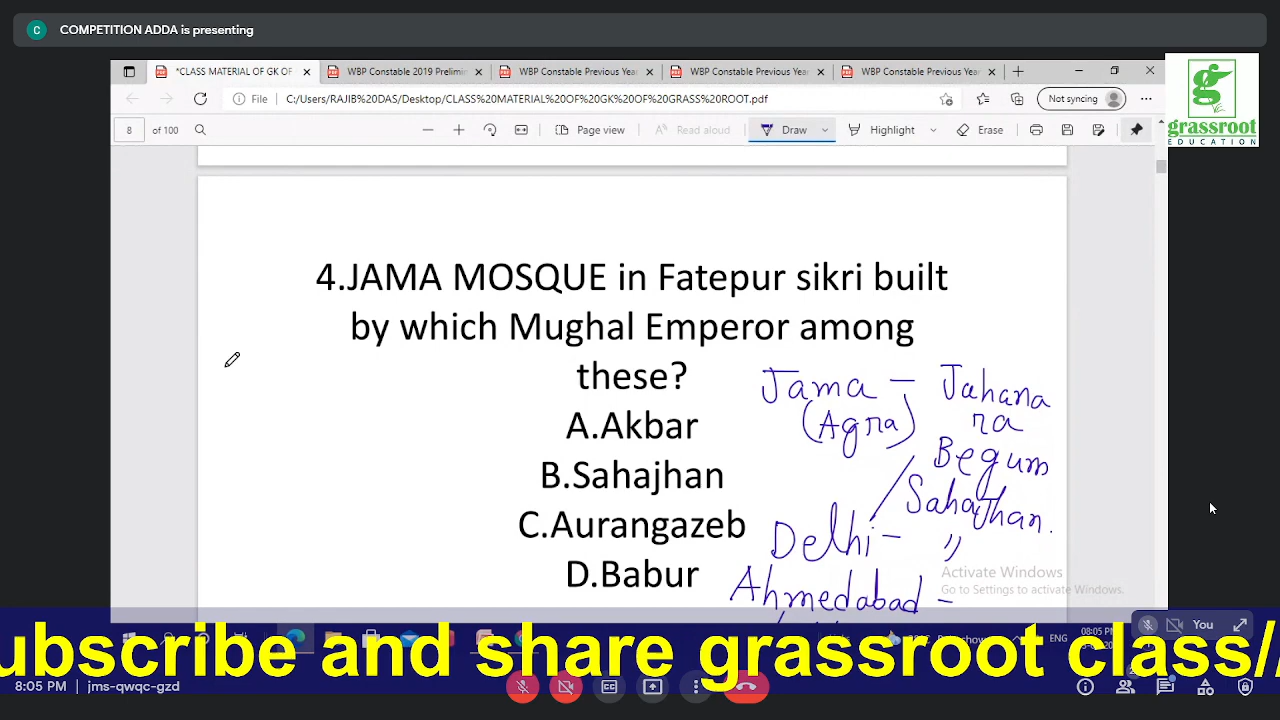 C COMPETITION ADDA is presenting
*CLASS MATERIAL OF GK OF
WBP Constable 2019 Prelimin
WBP Constable Previous Yea
WBP Constable Previous Yea
WBP Constable Previous Yea
File C:/Users/RAJIB%20DAS/Desktop/CLASS%20MATERIAL%20OF%20GK%20OF%20GRASS%20ROOT.pdf
Not syncing
8 of 100
Page view
Read aloud
Draw
Highlight
Erase
grassroot
EDUCATION
4.JAMA MOSQUE in Fatepur sikri built
by which Mughal Emperor among
these?
A.Akbar
B.Sahajhan
C.Aurangazeb
D.Babur
Jama - Jahana
(Agra) ra
Begum
Sahajhan.
Delhi - "
Ahmedabad -
Activate Windows
Go to Settings to activate Windows.
ENG
08:05 PM
You
ubscribe and share grassroot class//
8:05 PM | jms-qwqc-gzd